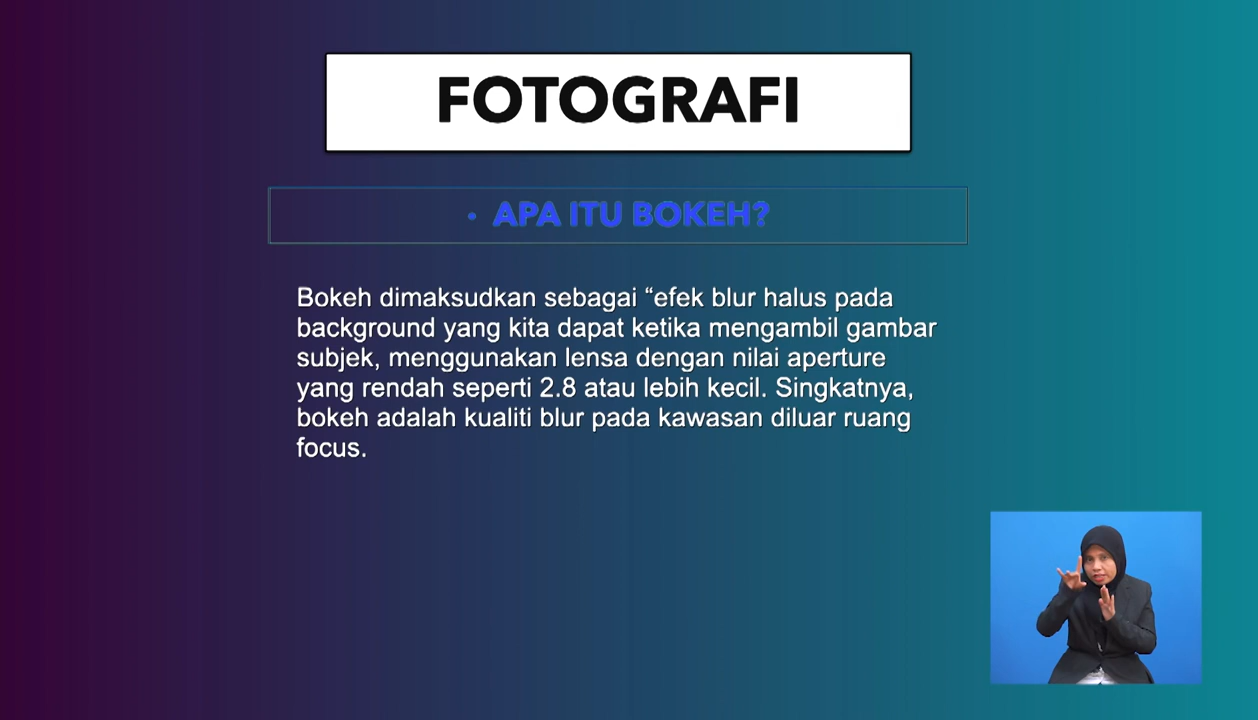 FOTOGRAFI
• APA ITU BOKEH?
Bokeh dimaksudkan sebagai “efek blur halus pada
background yang kita dapat ketika mengambil gambar
subjek, menggunakan lensa dengan nilai aperture
yang rendah seperti 2.8 atau lebih kecil. Singkatnya,
bokeh adalah kualiti blur pada kawasan diluar ruang
focus.